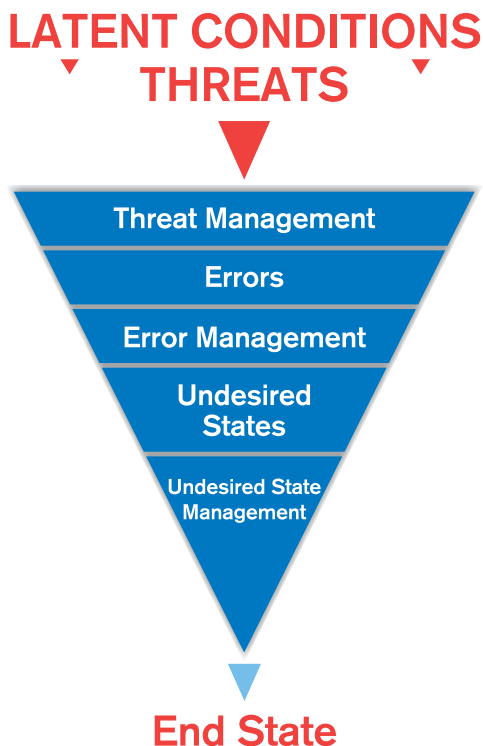 LATENT CONDITIONS
THREATS
Threat Management
Errors
Error Management
Undesired
States
Undesired State
Management
End State